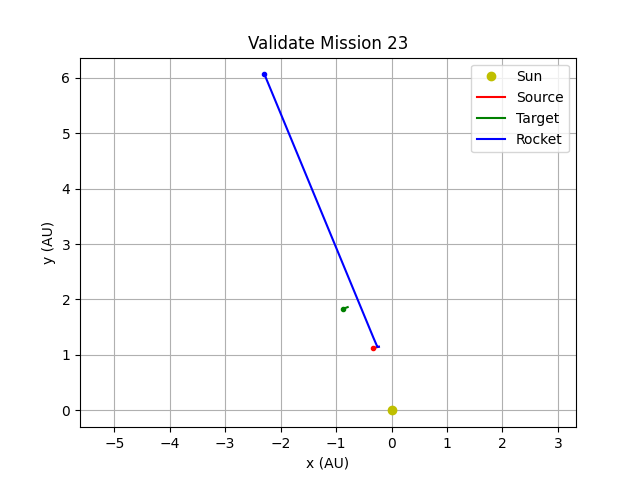 Validate Mission 23
Sun
Source
Target
Rocket
6
5
4
3
2
1
0
y (AU)
−5 −4 −3 −2 −1 0 1 2 3
x (AU)